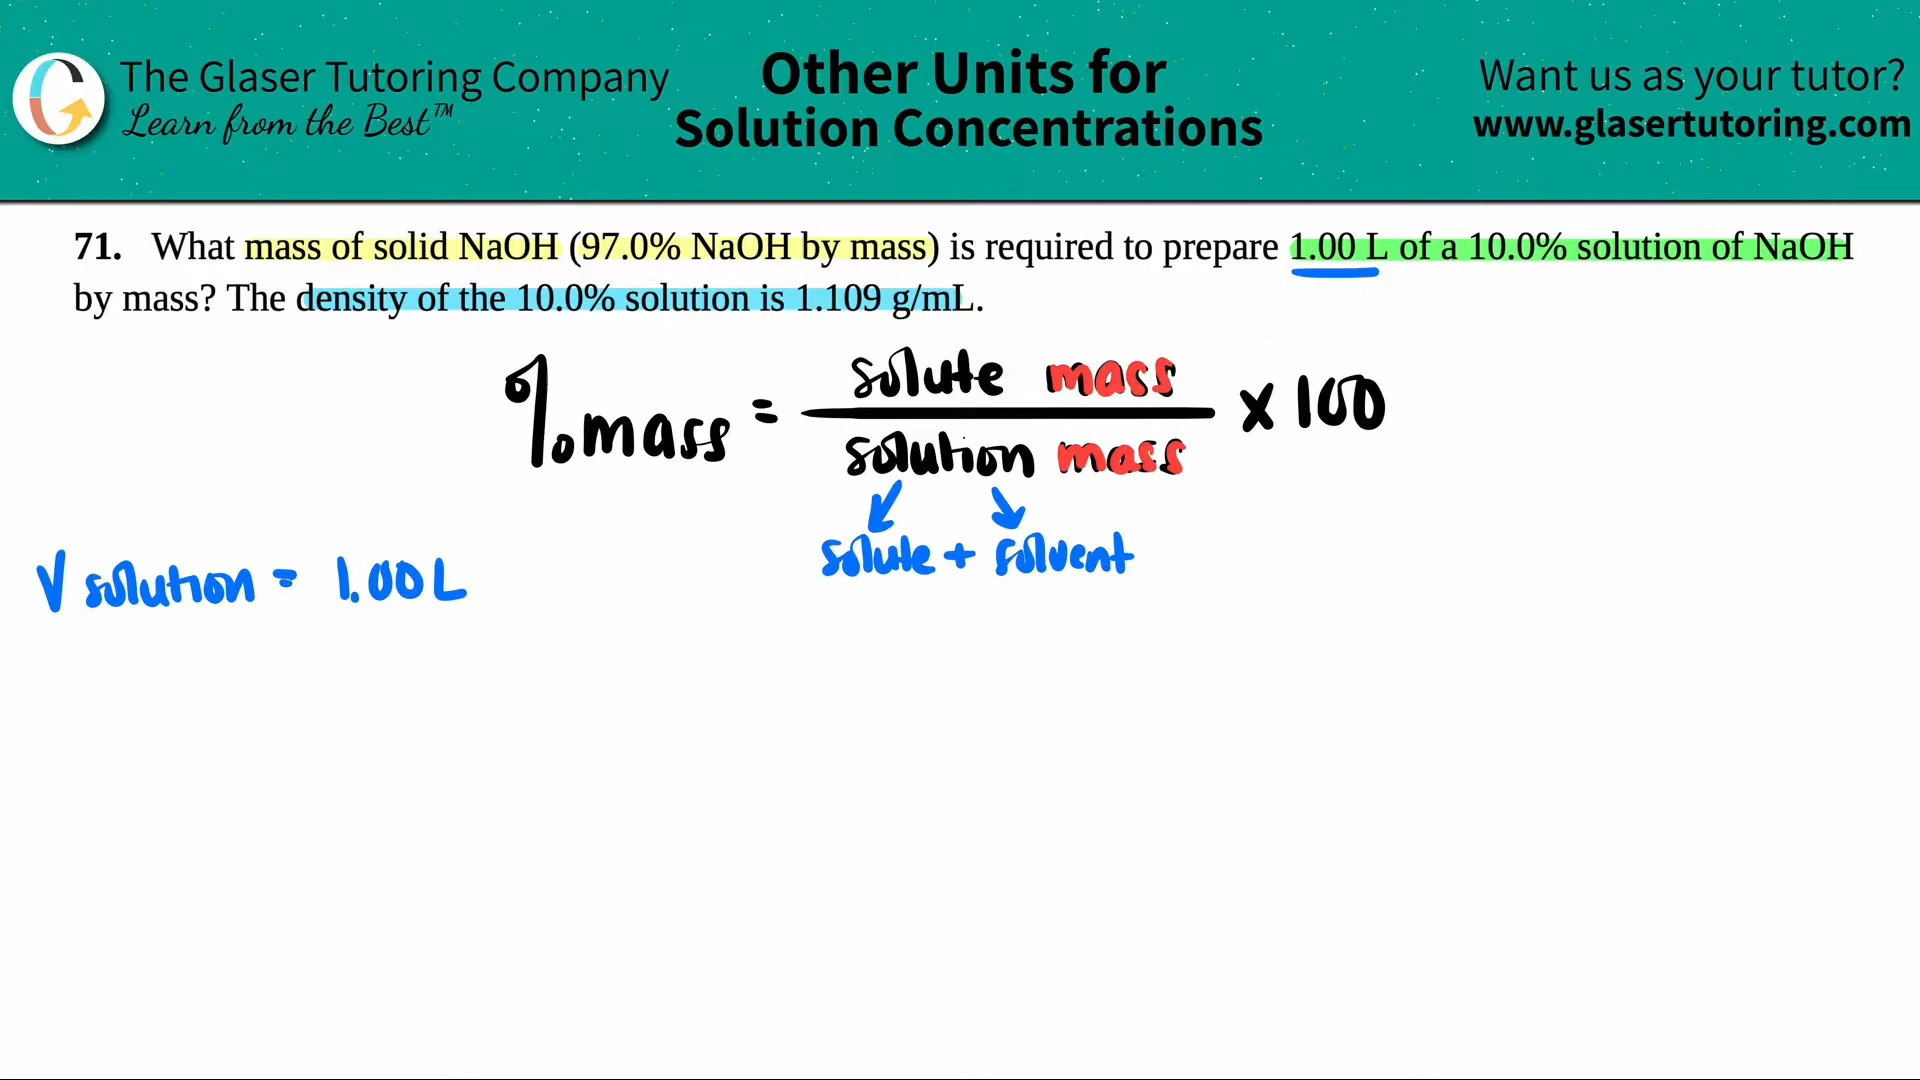 The Glaser Tutoring Company
Learn from the Best™
Other Units for
Solution Concentrations
Want us as your tutor?
www.glasertutoring.com
71. What mass of solid NaOH (97.0% NaOH by mass) is required to prepare 1.00 L of a 10.0% solution of NaOH
by mass? The density of the 10.0% solution is 1.109 g/mL.
% mass = solute mass / solution mass x 100
solute + solvent
V solution = 1.00L